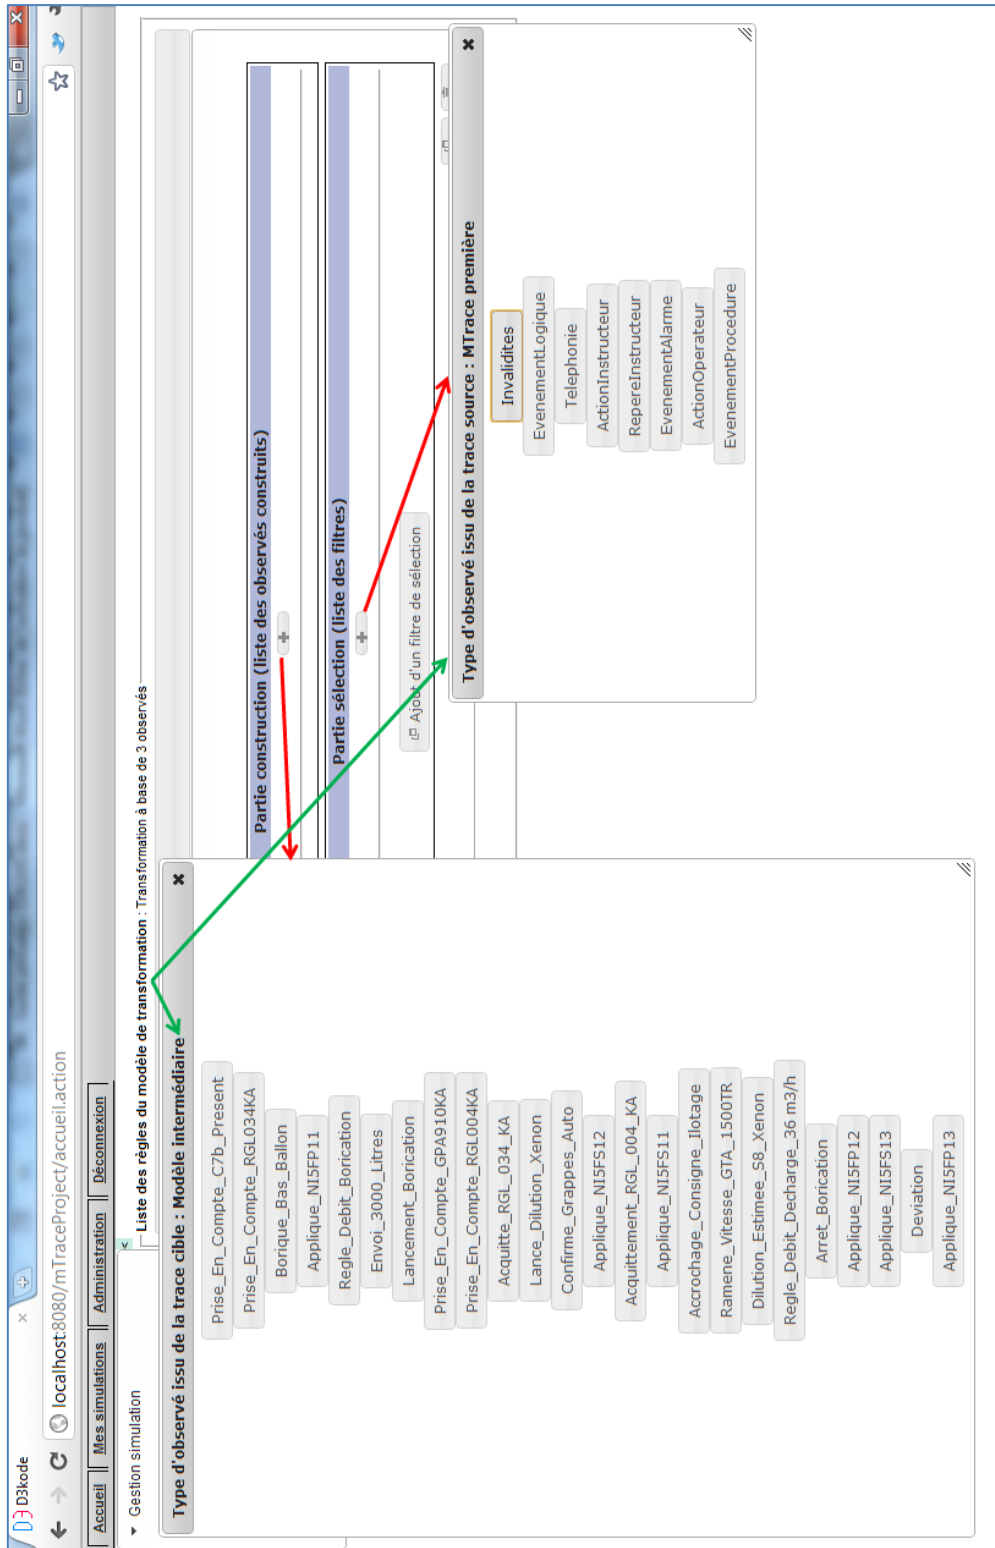 D3kode
localhost:8080/mTraceProject/accueil.action
Accueil
Mes simulations
Administration
Déconnexion
Gestion simulation
<
Liste des règles du modèle de transformation : Transformation à base de 3 observés
Partie construction (liste des observés construits)
Partie sélection (liste des filtres)
Ajout d'un filtre de sélection
Type d'observé issu de la trace cible : Modèle intermédiaire
Prise_En_Compte_C7b_Present
Prise_En_Compte_RGL034KA
Borique_Bas_Ballon
Applique_NI5FP11
Regle_Debit_Borication
Envoi_3000_Litres
Lancement_Borication
Prise_En_Compte_GPA910KA
Prise_En_Compte_RGL004KA
Acquitte_RGL_034_KA
Lance_Dilution_Xenon
Confirme_Grappes_Auto
Applique_NI5FS12
Acquittement_RGL_004_KA
Applique_NI5FS11
Accrochage_Consigne_Ilotage
Ramene_Vitesse_GTA_1500TR
Dilution_Estimee_S8_Xenon
Regle_Debit_Decharge_36 m3/h
Arret_Borication
Applique_NI5FP12
Applique_NI5FS13
Deviation
Applique_NI5FP13
Type d'observé issu de la trace source : MTrace première
Invalidites
EvenementLogique
Telephonie
ActionInstructeur
RepereInstructeur
EvenementAlarme
ActionOperateur
EvenementProcedure